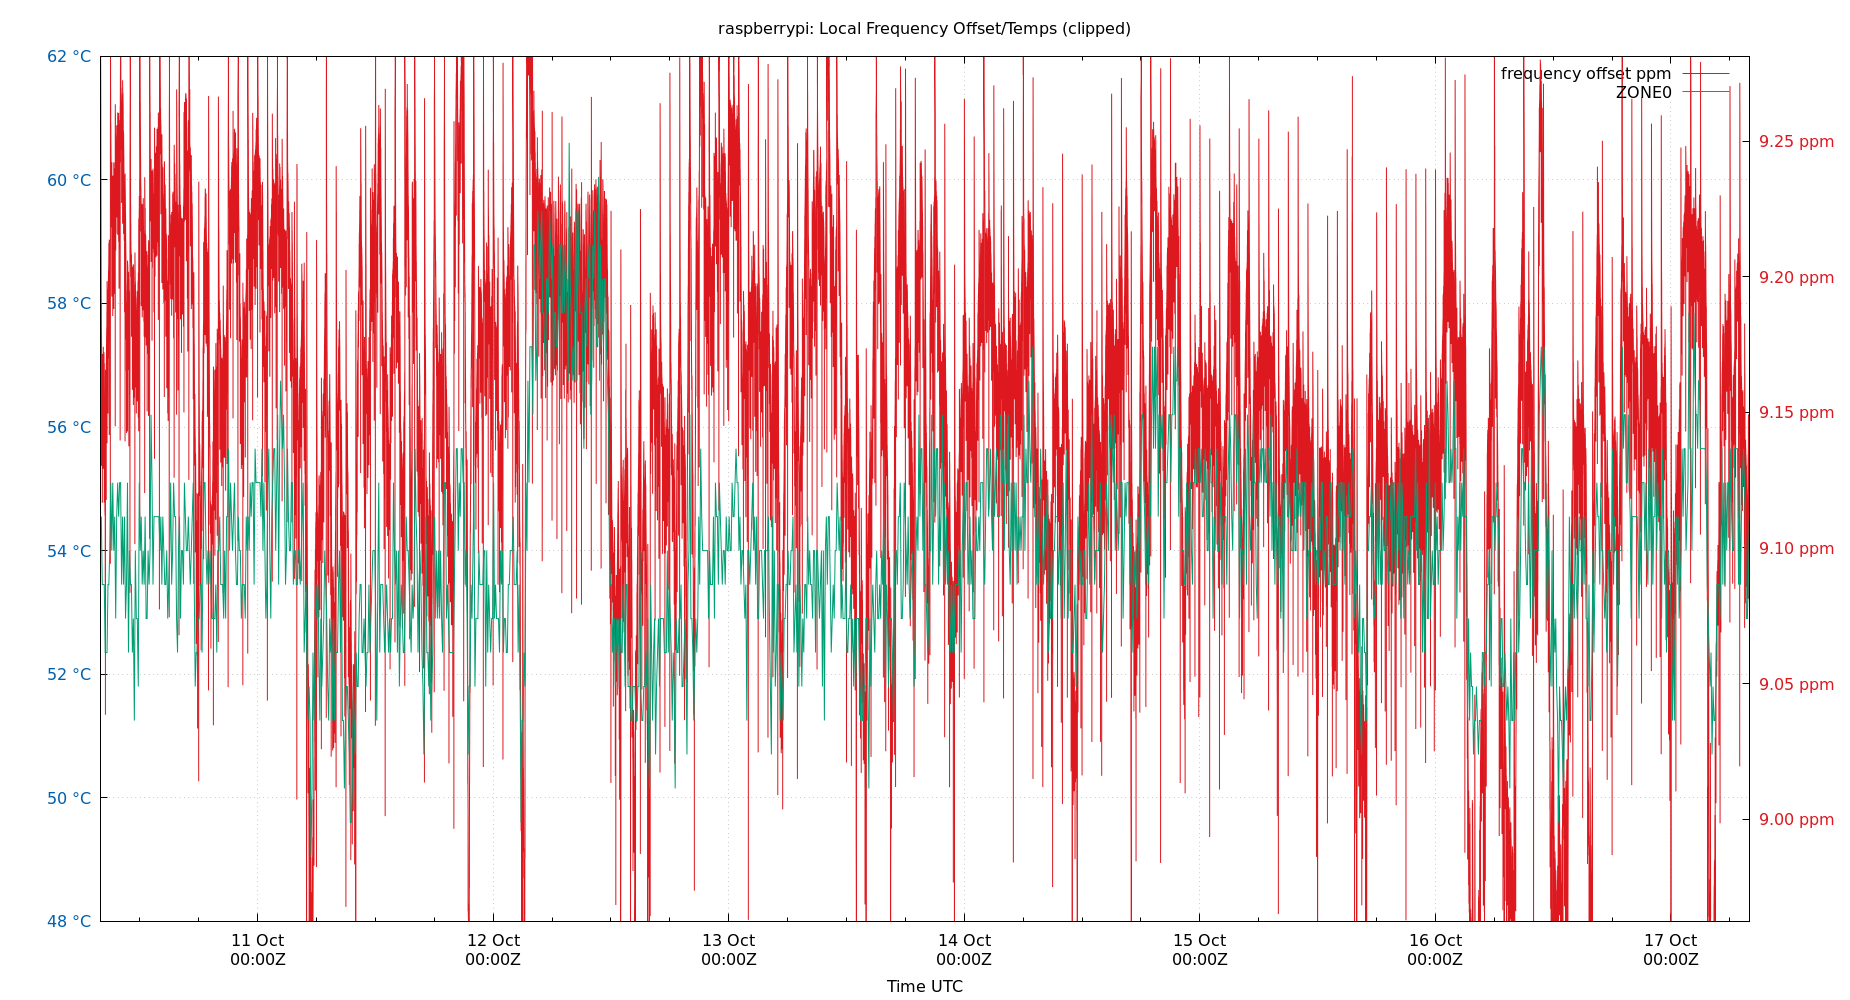 raspberrypi: Local Frequency Offset/Temps (clipped)
frequency offset ppm
ZONE0
62 °C
60 °C
58 °C
56 °C
54 °C
52 °C
50 °C
48 °C
9.25 ppm
9.20 ppm
9.15 ppm
9.10 ppm
9.05 ppm
9.00 ppm
11 Oct
00:00Z
12 Oct
00:00Z
13 Oct
00:00Z
14 Oct
00:00Z
15 Oct
00:00Z
16 Oct
00:00Z
17 Oct
00:00Z
Time UTC